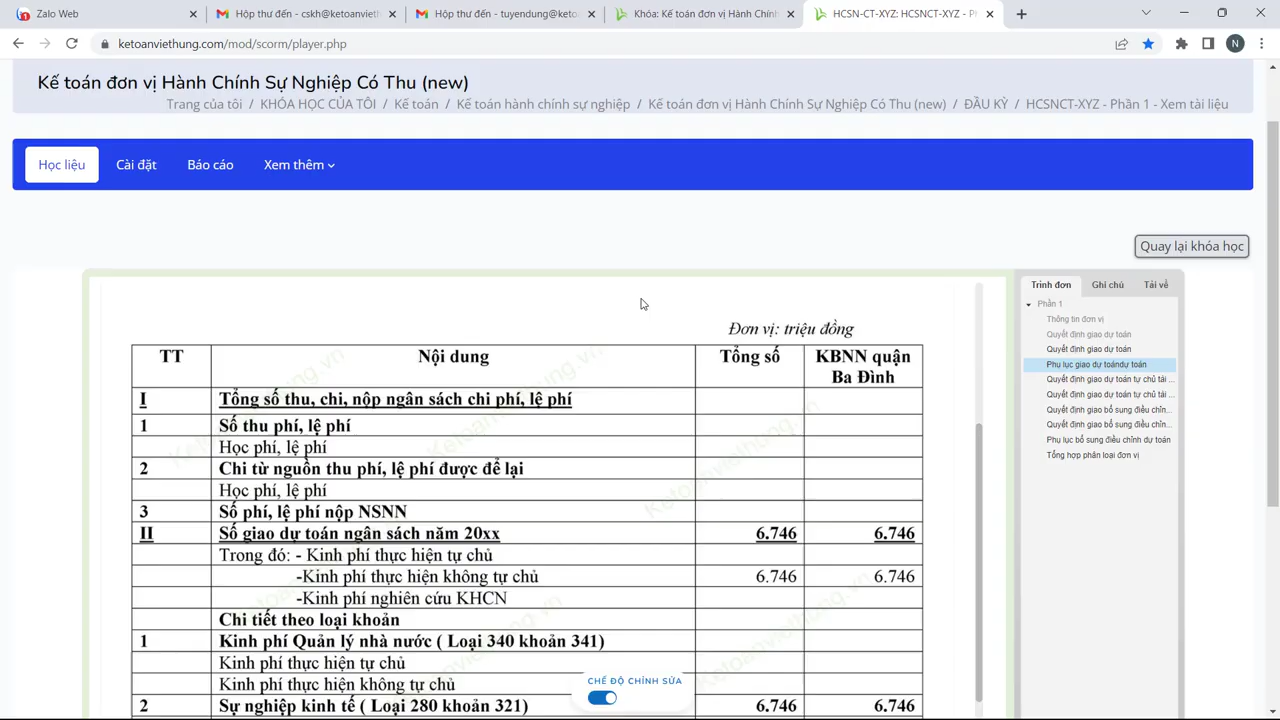 Zalo Web
Hộp thư đến - cskh@ketoanvieth
Hộp thư đến - tuyendung@keto
Khóa: Kế toán đơn vị Hành Chính
HCSN-CT-XYZ: HCSNCT-XYZ - P
ketoanviethung.com/mod/scorm/player.php
N
Kế toán đơn vị Hành Chính Sự Nghiệp Có Thu (new)
Trang của tôi / KHÓA HỌC CỦA TÔI / Kế toán / Kế toán hành chính sự nghiệp / Kế toán đơn vị Hành Chính Sự Nghiệp Có Thu (new) / ĐẦU KỲ / HCSNCT-XYZ - Phần 1 - Xem tài liệu
Học liệu Cài đặt Báo cáo Xem thêm
Quay lại khóa học
Trình đơn Ghi chú Tải về
Phần 1
Thông tin đơn vị
Quyết định giao dự toán
Quyết định giao dự toán
Phụ lục giao dự toándự toán
Quyết định giao dự toán tự chủ tài ...
Quyết định giao dự toán tự chủ tài ...
Quyết định giao bổ sung điều chỉn...
Quyết định giao bổ sung điều chỉn...
Phụ lục bổ sung điều chỉnh dự toán
Tổng hợp phân loại đơn vị
Đơn vị: triệu đồng
TT Nội dung Tổng số KBNN quận
Ba Đình
I Tổng số thu, chi, nộp ngân sách chi phí, lệ phí
1 Số thu phí, lệ phí
Học phí, lệ phí
2 Chi từ nguồn thu phí, lệ phí được để lại
Học phí, lệ phí
3 Số phí, lệ phí nộp NSNN
II Số giao dự toán ngân sách năm 20xx 6.746 6.746
Trong đó: - Kinh phí thực hiện tự chủ
-Kinh phí thực hiện không tự chủ 6.746 6.746
-Kinh phí nghiên cứu KHCN
Chi tiết theo loại khoản
1 Kinh phí Quản lý nhà nước ( Loại 340 khoản 341)
Kinh phí thực hiện tự chủ
Kinh phí thực hiện không tự chủ
2 Sự nghiệp kinh tế ( Loại 280 khoản 321) 6.746 6.746
CHẾ ĐỘ CHỈNH SỬA